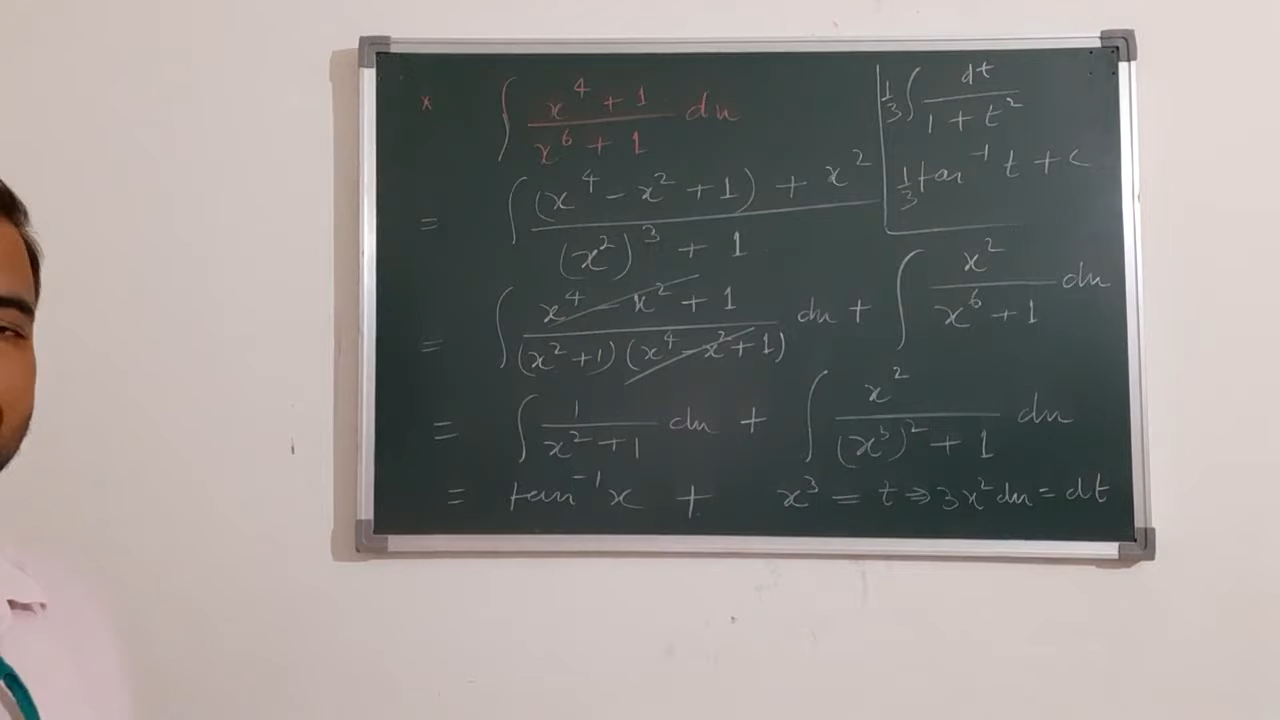 * ∫ x⁴ + 1 / x⁶ + 1 dx
= ∫ (x⁴ - x² + 1) + x² / (x²)³ + 1
= ∫ x⁴ - x² + 1 / (x² + 1) (x⁴ - x² + 1) dx + ∫ x² / x⁶ + 1 dx
= ∫ 1 / x² + 1 dx + ∫ x² / (x³)² + 1 dx
= tan⁻¹ x + x³ = t ⇒ 3x² dx = dt
1/3 ∫ dt / 1 + t²
1/3 tan⁻¹ t + c